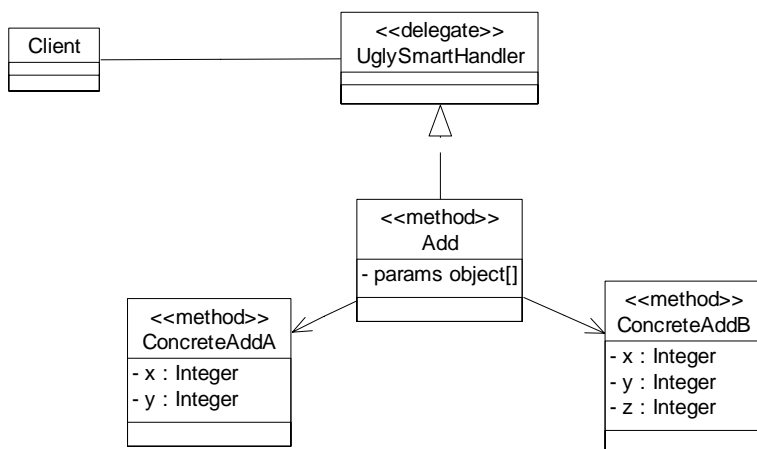 Client
<<delegate>>
UglySmartHandler
<<method>>
Add
- params object[]
<<method>>
ConcreteAddA
- x : Integer
- y : Integer
<<method>>
ConcreteAddB
- x : Integer
- y : Integer
- z : Integer